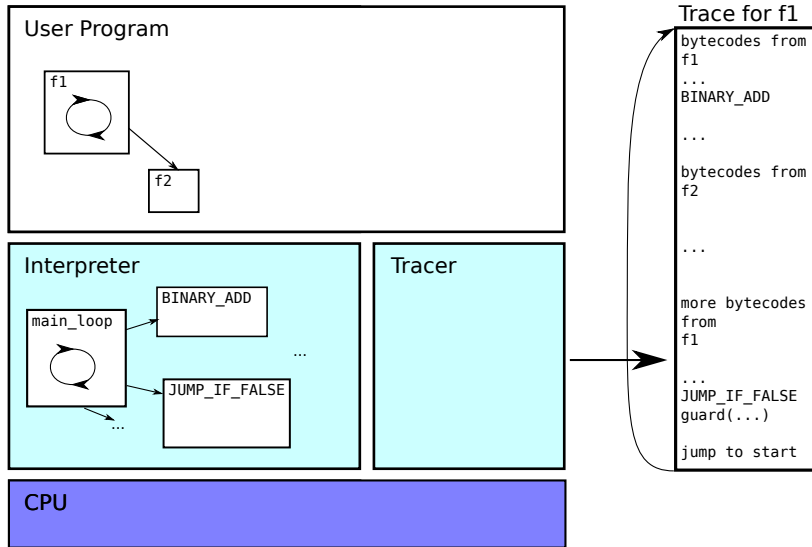 User Program
f1
f2
Interpreter
main_loop
BINARY_ADD
...
JUMP_IF_FALSE
...
Tracer
CPU
Trace for f1
bytecodes from
f1
...
BINARY_ADD
...
bytecodes from
f2
...
more bytecodes
from
f1
...
JUMP_IF_FALSE
guard(...)
jump to start